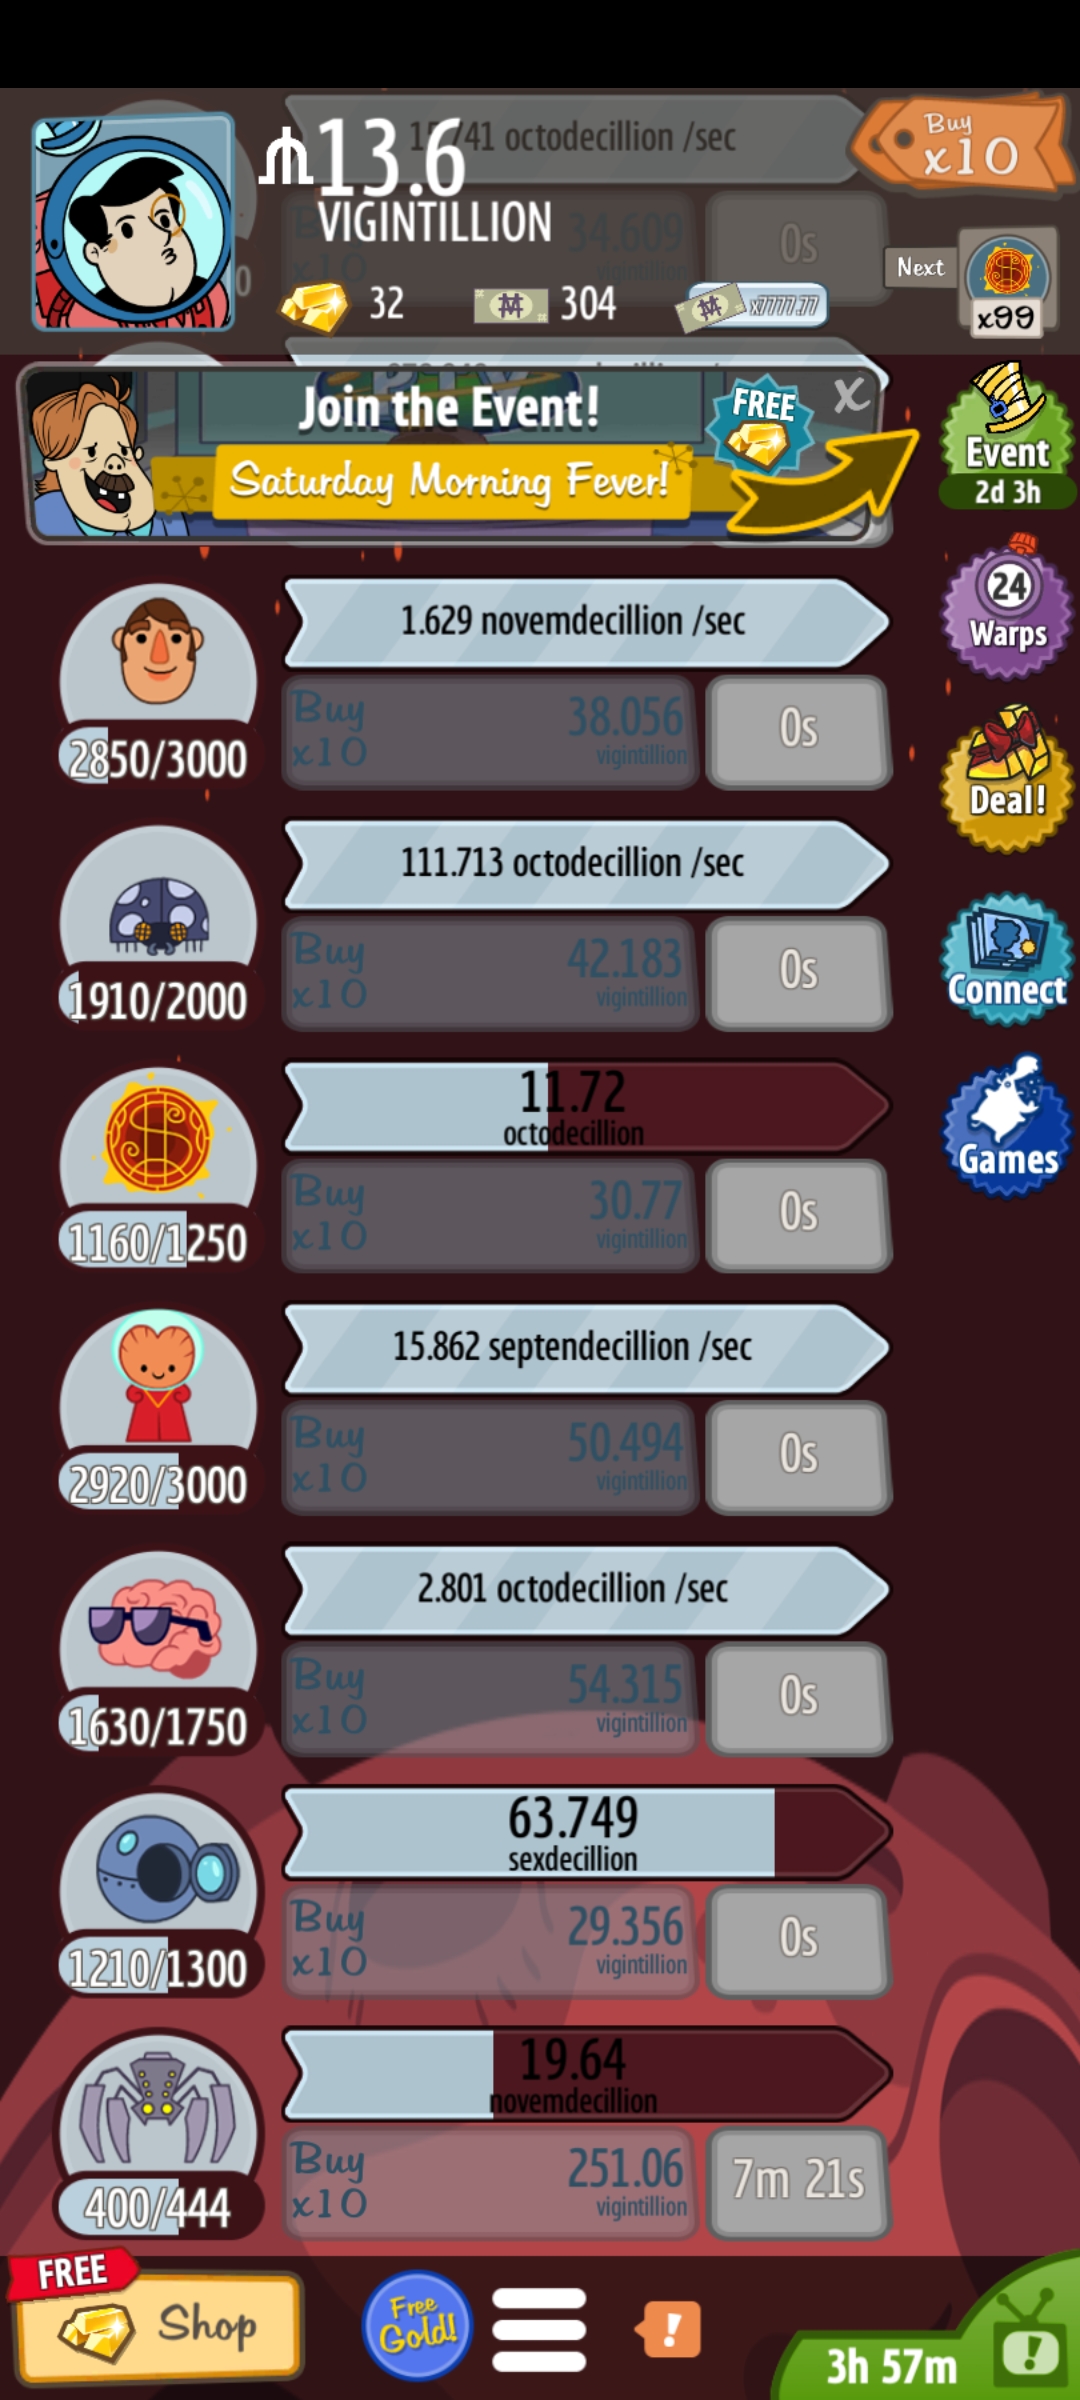 13.6
VIGINTILLION
octodecillion /sec
Buy
x10
34.609
vigintillion
0s
32
304
x7777.77
Buy
x10
Next
x99
Join the Event!
Saturday Morning Fever!
FREE
X
Event
2d 3h
1.629 novemdecillion /sec
Buy
x10
38.056
vigintillion
0s
2850/3000
24
Warps
111.713 octodecillion /sec
Buy
x10
42.183
vigintillion
0s
1910/2000
Deal!
11.72
octodecillion
Buy
x10
30.77
vigintillion
0s
1160/1250
Connect
Games
15.862 septendecillion /sec
Buy
x10
50.494
vigintillion
0s
2920/3000
2.801 octodecillion /sec
Buy
x10
54.315
vigintillion
0s
1630/1750
63.749
sexdecillion
Buy
x10
29.356
vigintillion
0s
1210/1300
19.64
novemdecillion
Buy
x10
251.06
vigintillion
7m 21s
400/444
FREE
Shop
Free
Gold!
!
3h 57m
!